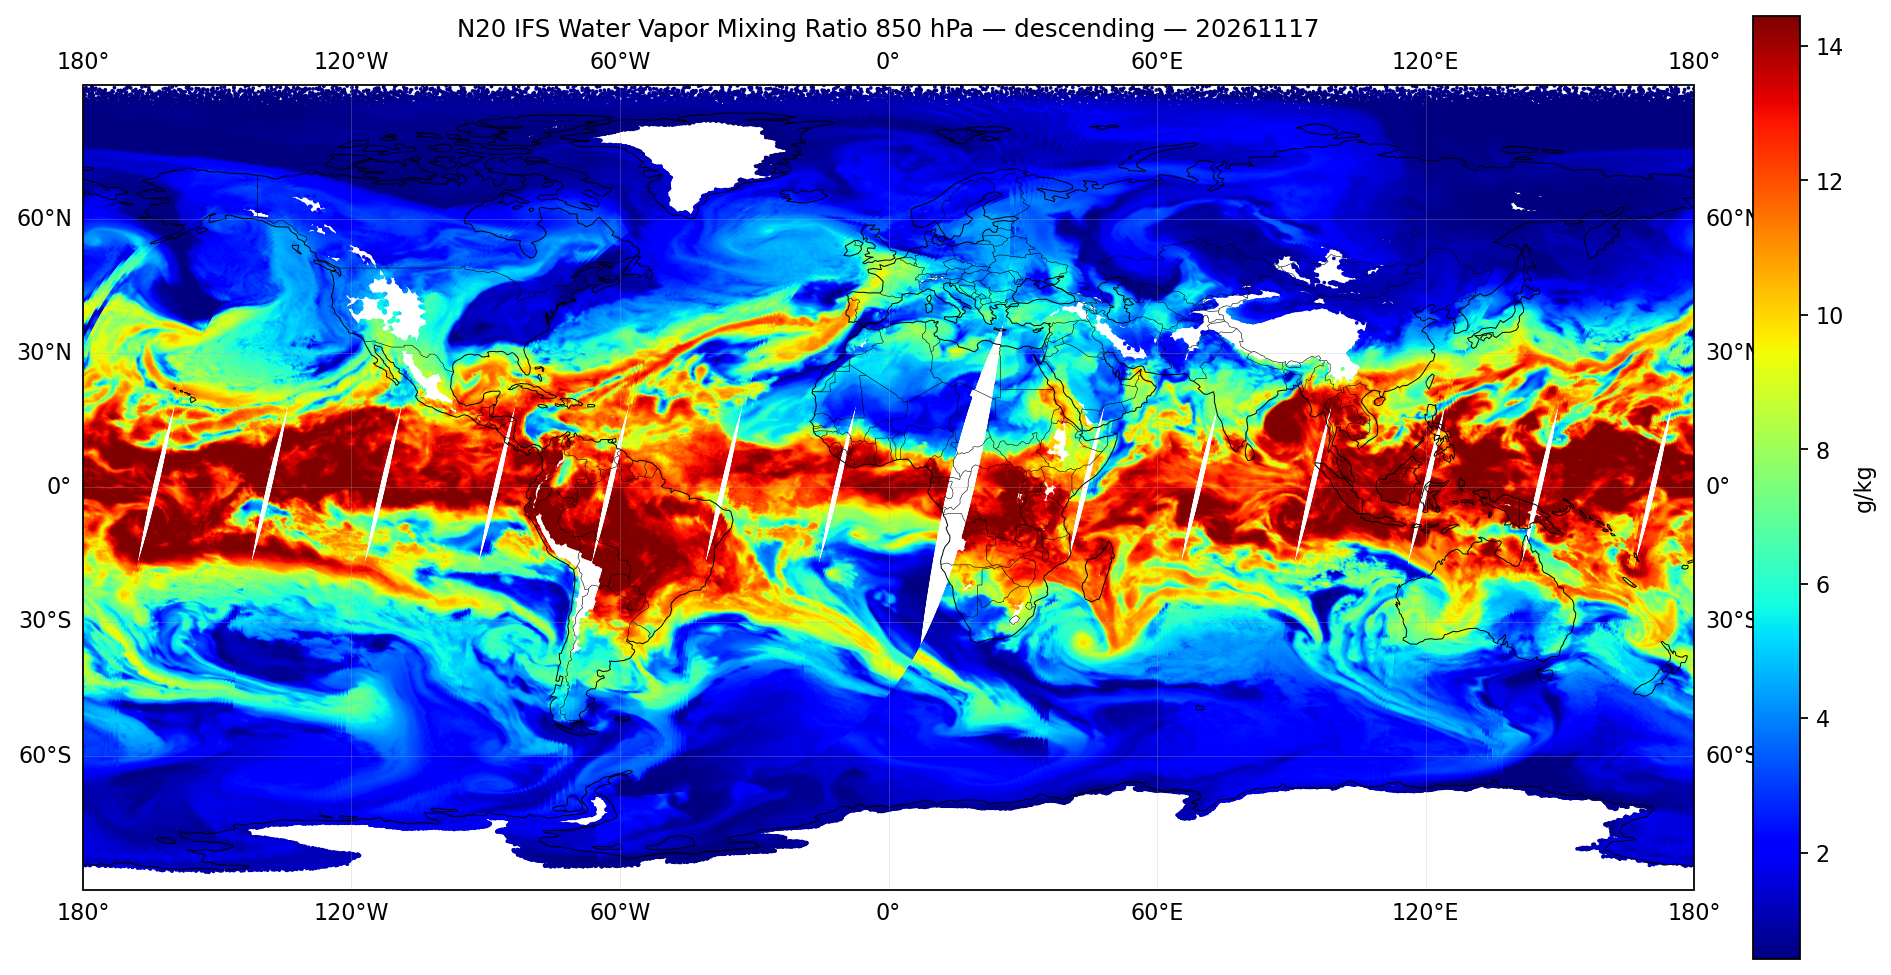 N20 IFS Water Vapor Mixing Ratio 850 hPa — descending — 20261117
180° 120°W 60°W 0° 60°E 120°E 180°
14
60°N 60°N
12
10
30°N 30°N
8
0° 0°
g/kg
6
30°S 30°S
4
60°S 60°S
2
180° 120°W 60°W 0° 60°E 120°E 180°